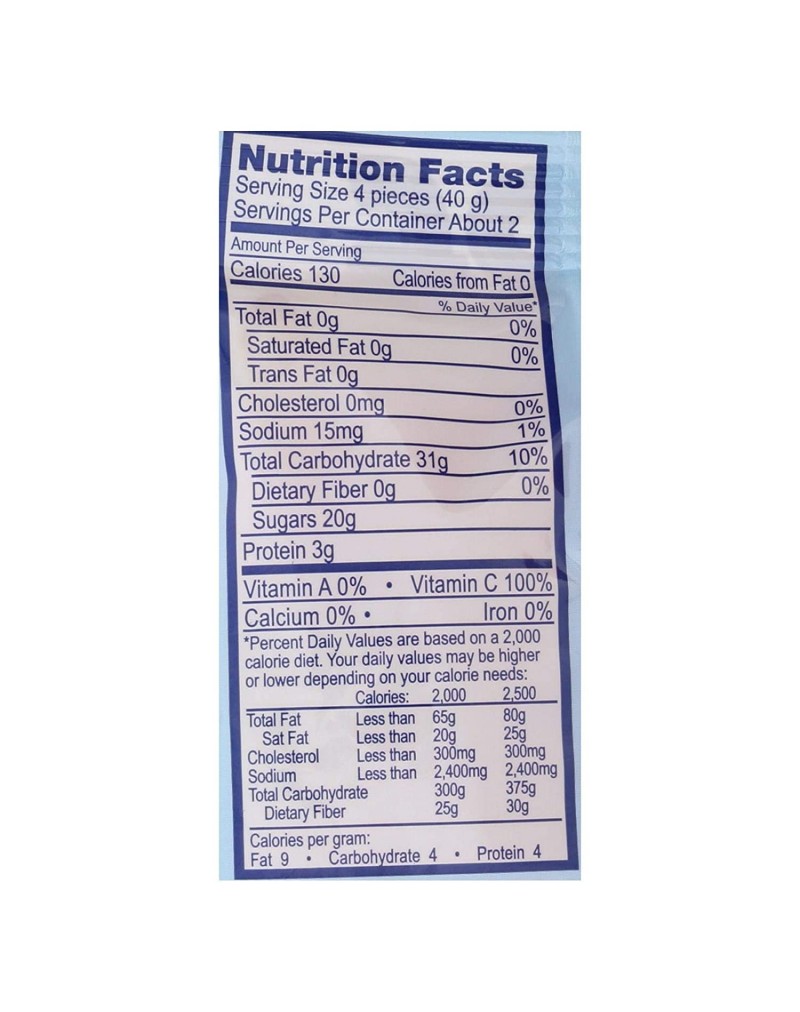 Nutrition Facts
Serving Size 4 pieces (40 g)
Servings Per Container About 2
Amount Per Serving
Calories 130 Calories from Fat 0
% Daily Value*
Total Fat 0g 0%
Saturated Fat 0g 0%
Trans Fat 0g
Cholesterol 0mg 0%
Sodium 15mg 1%
Total Carbohydrate 31g 10%
Dietary Fiber 0g 0%
Sugars 20g
Protein 3g
Vitamin A 0% • Vitamin C 100%
Calcium 0% • Iron 0%
*Percent Daily Values are based on a 2,000
calorie diet. Your daily values may be higher
or lower depending on your calorie needs:
Calories: 2,000 2,500
Total Fat Less than 65g 80g
Sat Fat Less than 20g 25g
Cholesterol Less than 300mg 300mg
Sodium Less than 2,400mg 2,400mg
Total Carbohydrate 300g 375g
Dietary Fiber 25g 30g
Calories per gram:
Fat 9 • Carbohydrate 4 • Protein 4